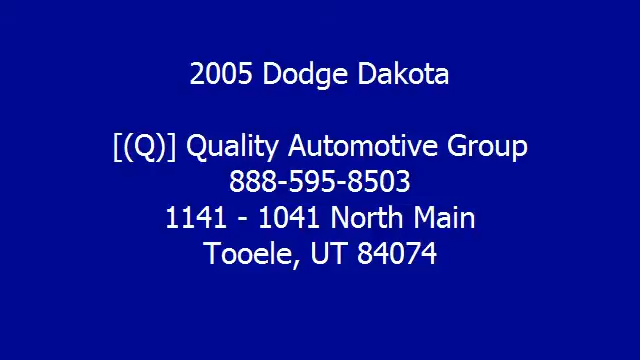 2005 Dodge Dakota
[(Q)] Quality Automotive Group
888-595-8503
1141 - 1041 North Main
Tooele, UT 84074